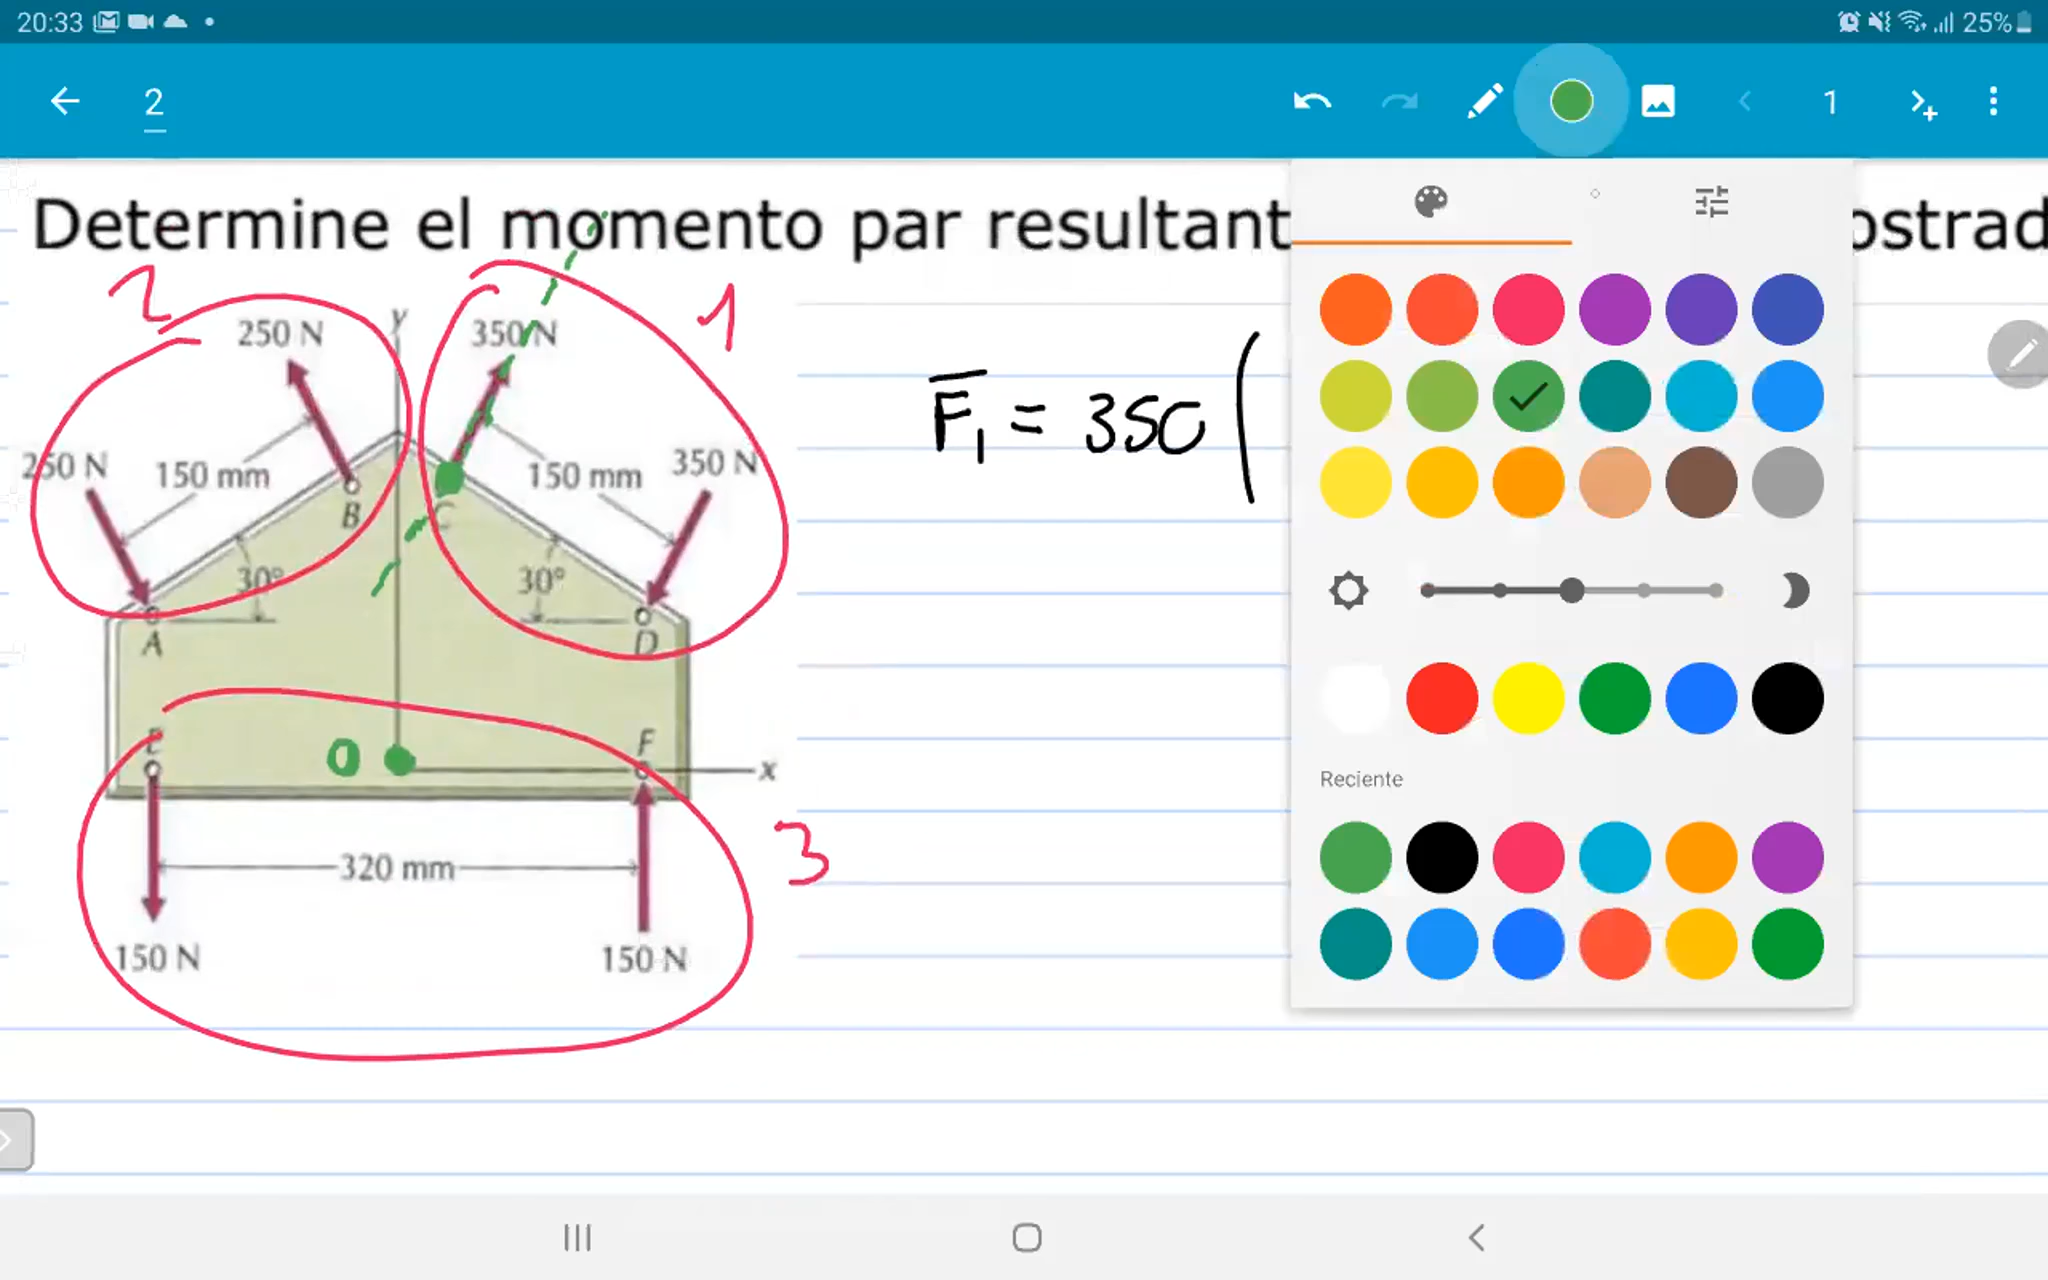 20:33
25%
2
1
Determine el momento par resultant
ostrad
2
1
250 N
y
350 N
F₁ = 350 (
250 N
150 mm
150 mm
350 N
B
C
30°
30°
A
D
E
O
F
x
3
320 mm
150 N
150 N
Reciente